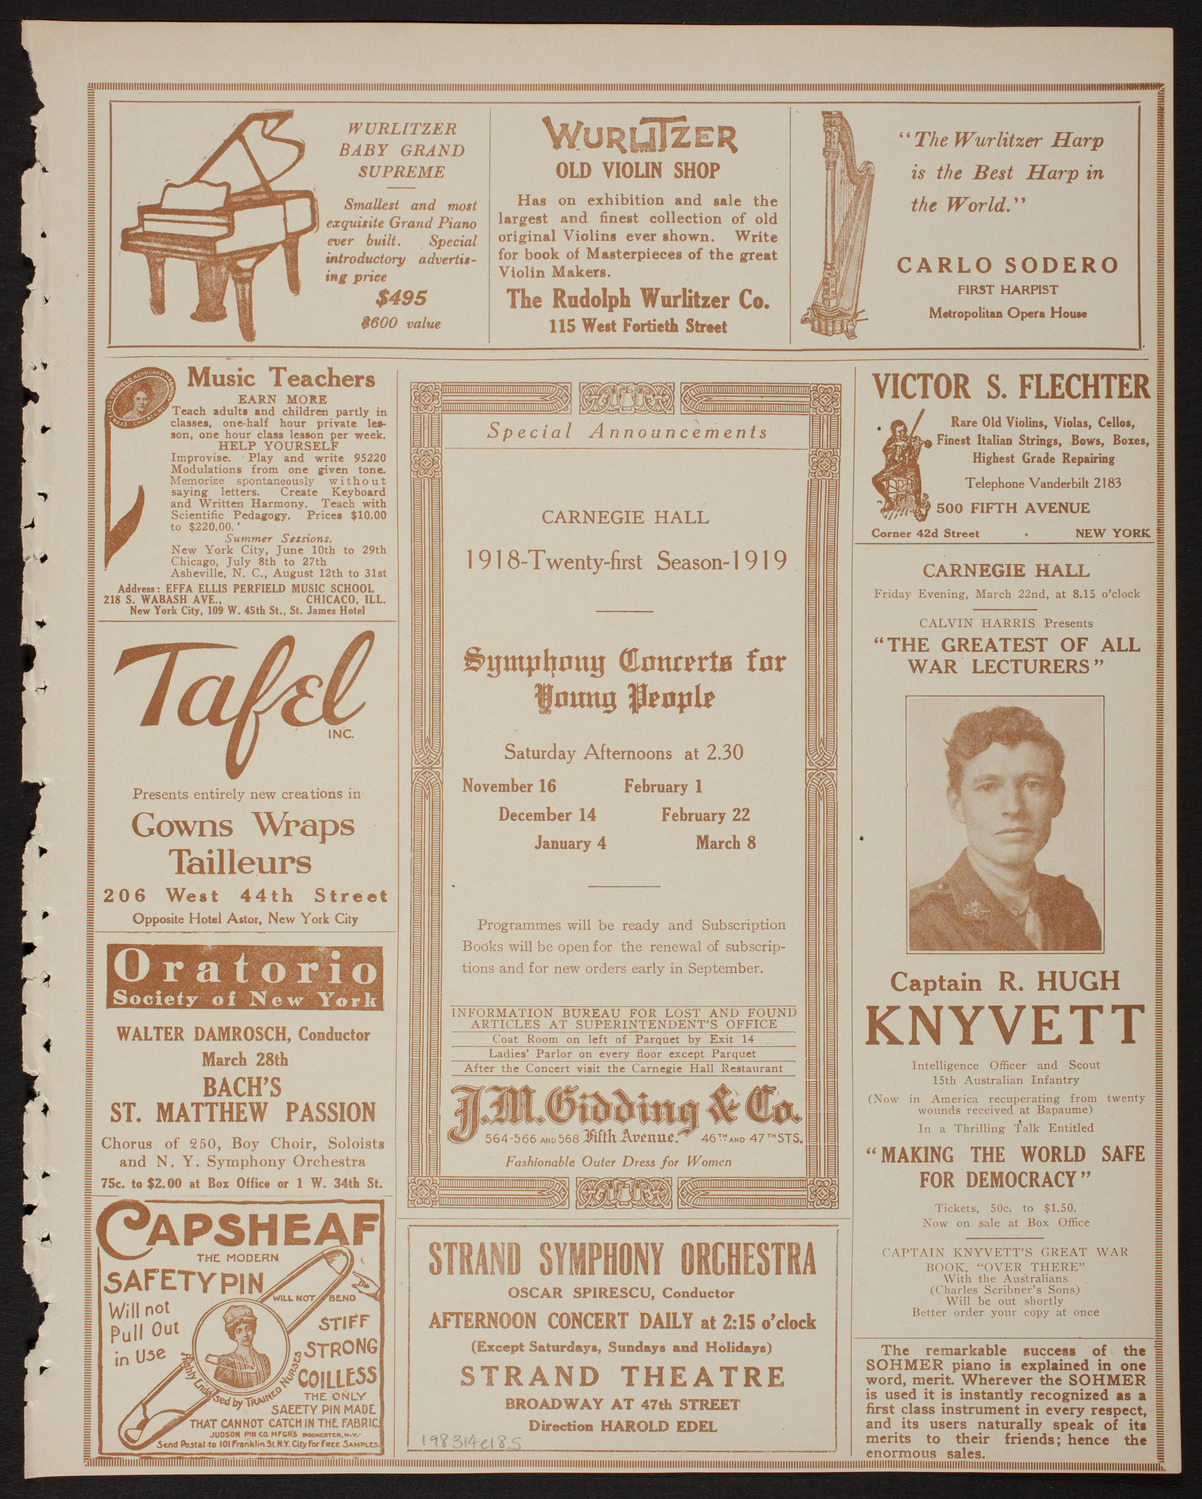 WURLITZER
BABY GRAND
SUPREME
Smallest and most
exquisite Grand Piano
ever built. Special
introductory advertis-
ing price
$495
$600 value
WURLITZER
OLD VIOLIN SHOP
Has on exhibition and sale the
largest and finest collection of old
original Violins ever shown. Write
for book of Masterpieces of the great
Violin Makers.
The Rudolph Wurlitzer Co.
115 West Fortieth Street
"The Wurlitzer Harp
is the Best Harp in
the World."
CARLO SODERO
FIRST HARPIST
Metropolitan Opera House
Music Teachers
EARN MORE
Teach adults and children partly in
classes, one-half hour private les-
son, one hour class lesson per week.
HELP YOURSELF
Improvise. Play and write 95220
Modulations from one given tone.
Memorize spontaneously without
saying letters. Create Keyboard
and Written Harmony. Teach with
Scientific Pedagogy. Prices $10.00
to $220.00.'
Summer Sessions.
New York City, June 10th to 29th
Chicago, July 8th to 27th
Asheville, N. C., August 12th to 31st
Address: EFFA ELLIS PERFIELD MUSIC SCHOOL
218 S. WABASH AVE., CHICACO, ILL.
New York City, 109 W. 45th St., St. James Hotel
Tafel
INC.
Presents entirely new creations in
Gowns Wraps
Tailleurs
206 West 44th Street
Opposite Hotel Astor, New York City
Oratorio
Society of New York
WALTER DAMROSCH, Conductor
March 28th
BACH'S
ST. MATTHEW PASSION
Chorus of 250, Boy Choir, Soloists
and N. Y. Symphony Orchestra
75c. to $2.00 at Box Office or 1 W. 34th St.
CAPSHEAF
THE MODERN
SAFETY PIN
WILL NOT BEND
Will not
Pull Out
in Use
STIFF
STRONG
COILLESS
Highly Endorsed by TRAINED NURSES
THE ONLY
SAEETY PIN MADE
THAT CANNOT CATCH IN THE FABRIC
JUDSON PIN CO. MFGR'S ROCHESTER, N.Y.
Send Postal to 101 Franklin St. N.Y. City for Free SAMPLES.
Special Announcements
CARNEGIE HALL
1918-Twenty-first Season-1919
Symphony Concerts for
Young People
Saturday Afternoons at 2.30
November 16 February 1
December 14 February 22
January 4 March 8
Programmes will be ready and Subscription
Books will be open for the renewal of subscrip-
tions and for new orders early in September.
INFORMATION BUREAU FOR LOST AND FOUND
ARTICLES AT SUPERINTENDENT'S OFFICE
Coat Room on left of Parquet by Exit 14
Ladies' Parlor on every floor except Parquet
After the Concert visit the Carnegie Hall Restaurant
J.M. Gidding & Co.
564-566 AND 568 Fifth Avenue. 46TH AND 47TH STS.
Fashionable Outer Dress for Women
STRAND SYMPHONY ORCHESTRA
OSCAR SPIRESCU, Conductor
AFTERNOON CONCERT DAILY at 2:15 o'clock
(Except Saturdays, Sundays and Holidays)
STRAND THEATRE
BROADWAY AT 47th STREET
Direction HAROLD EDEL
198314e185
VICTOR S. FLECHTER
Rare Old Violins, Violas, Cellos,
Finest Italian Strings, Bows, Boxes,
Highest Grade Repairing
Telephone Vanderbilt 2183
500 FIFTH AVENUE
Corner 42d Street - NEW YORK
CARNEGIE HALL
Friday Evening, March 22nd, at 8.15 o'clock
CALVIN HARRIS Presents
"THE GREATEST OF ALL
WAR LECTURERS"
Captain R. HUGH
KNYVETT
Intelligence Officer and Scout
15th Australian Infantry
(Now in America recuperating from twenty
wounds received at Bapaume)
In a Thrilling Talk Entitled
"MAKING THE WORLD SAFE
FOR DEMOCRACY"
Tickets, 50c. to $1.50.
Now on sale at Box Office
CAPTAIN KNYVETT'S GREAT WAR
BOOK, "OVER THERE"
With the Australians
(Charles Scribner's Sons)
Will be out shortly
Better order your copy at once
The remarkable success of the
SOHMER piano is explained in one
word, merit. Wherever the SOHMER
is used it is instantly recognized as a
first class instrument in every respect,
and its users naturally speak of its
merits to their friends; hence the
enormous sales.